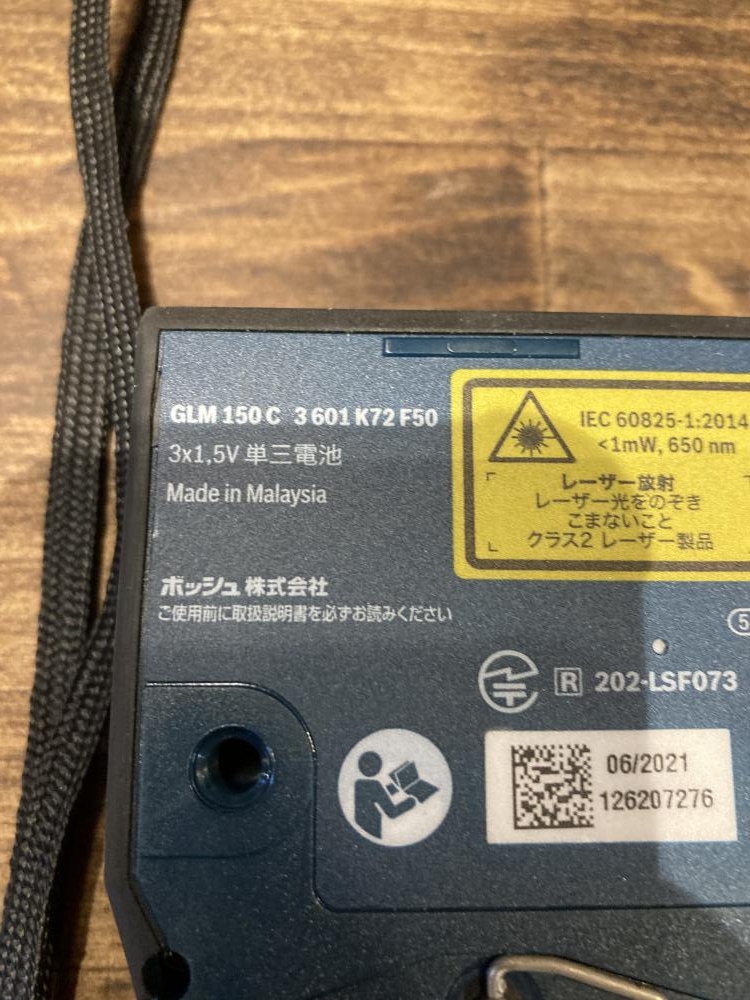 GLM 150 C 3 601 K72 F50
3x1,5V 単三電池
Made in Malaysia
IEC 60825-1:2014
<1mW, 650 nm
レーザー放射
レーザー光をのぞき
こまないこと
クラス2 レーザー製品
ボッシュ 株式会社
ご使用前に取扱説明書を必ずお読みください
5
R 202-LSF073
06/2021
126207276